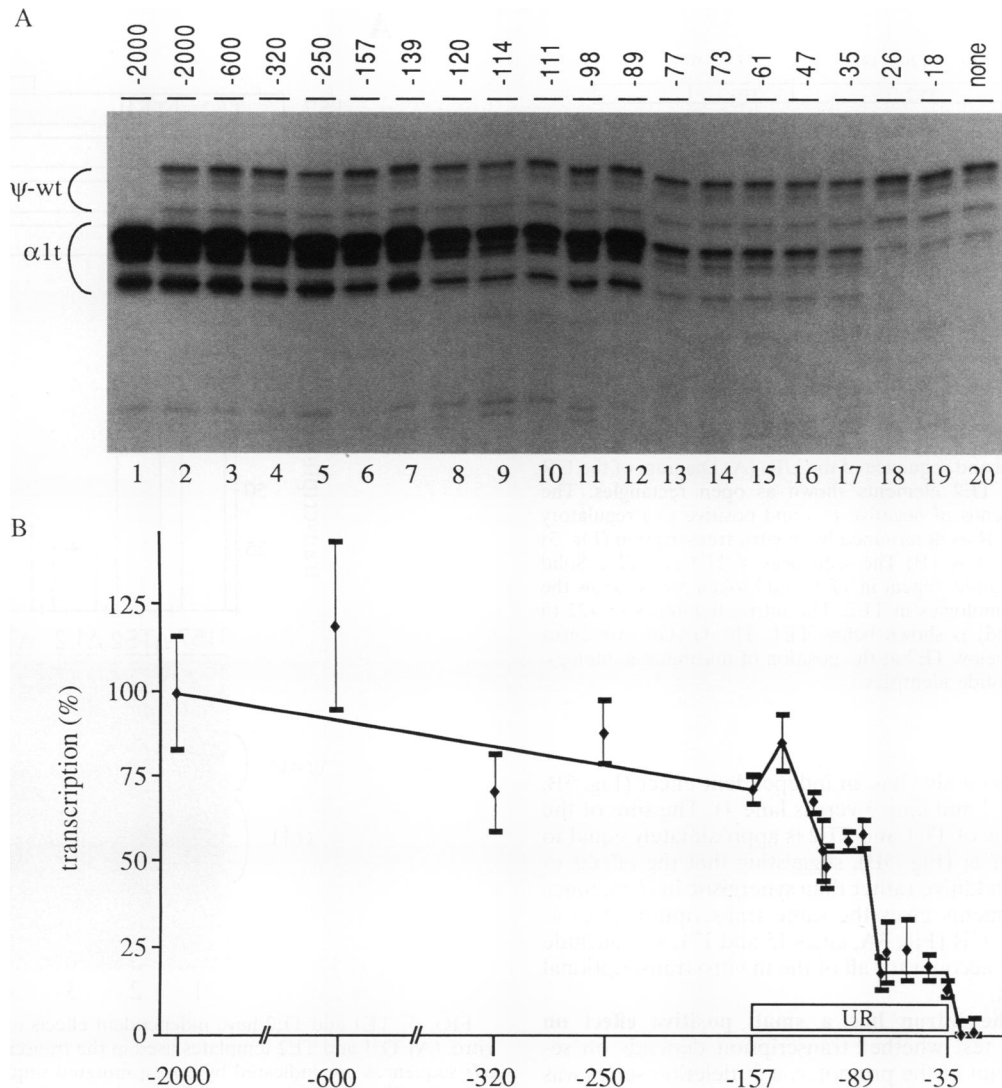 A
-2000 -2000 -600 -320 -250 -157 -139 -120 -114 -111 -98 -89 -77 -73 -61 -47 -35 -26 -18 none
ψ-wt
α1t
1 2 3 4 5 6 7 8 9 10 11 12 13 14 15 16 17 18 19 20
B
transcription (%)
125
100
75
50
25
0
UR
-2000 -600 -320 -250 -157 -89 -35